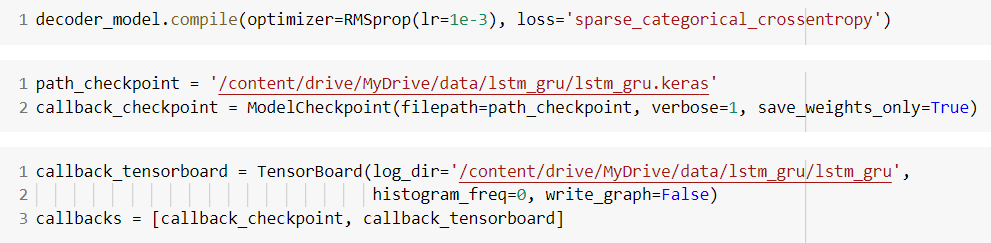 1 decoder_model.compile(optimizer=RMSprop(lr=1e-3), loss='sparse_categorical_crossentropy')
1 path_checkpoint = '/content/drive/MyDrive/data/lstm_gru/lstm_gru.keras'
2 callback_checkpoint = ModelCheckpoint(filepath=path_checkpoint, verbose=1, save_weights_only=True)
1 callback_tensorboard = TensorBoard(log_dir='/content/drive/MyDrive/data/lstm_gru/lstm_gru',
2                                    histogram_freq=0, write_graph=False)
3 callbacks = [callback_checkpoint, callback_tensorboard]